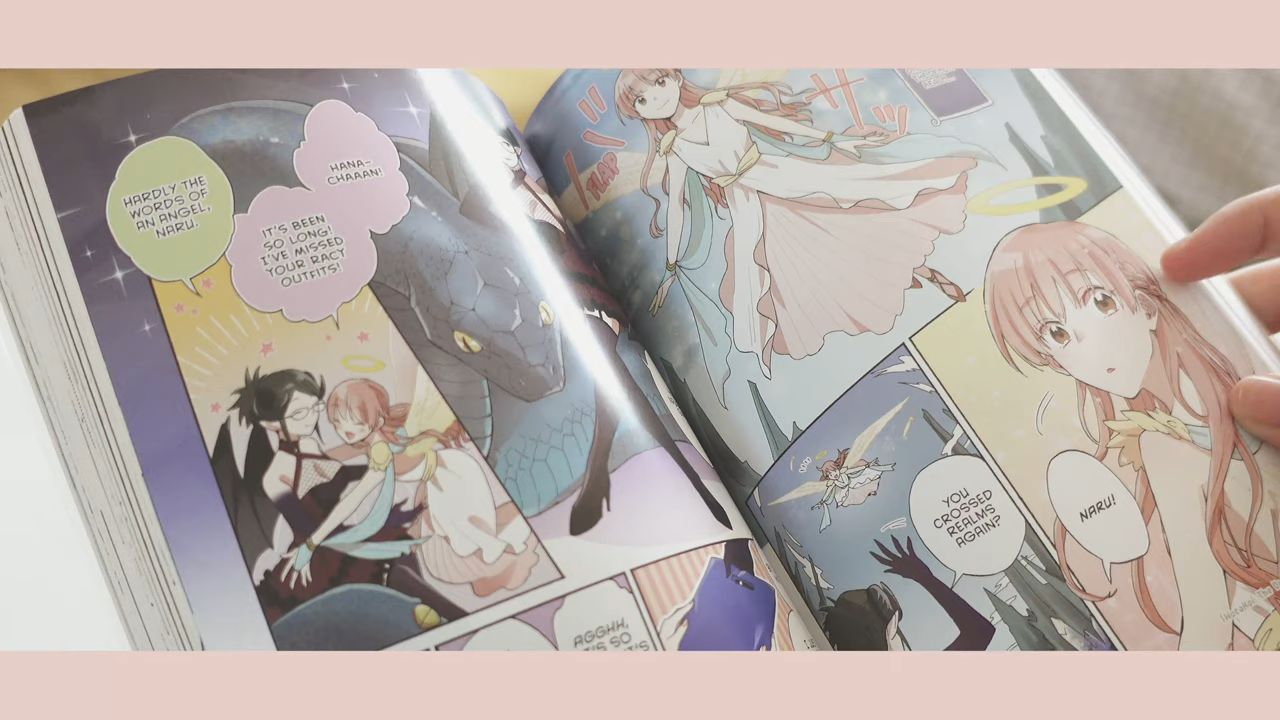 HARDLY THE
WORDS OF
AN ANGEL,
NARU.
HANA-
CHAAAN!
IT'S BEEN
SO LONG!
I'VE MISSED
YOUR RACY
OUTFITS!
AGGHH,
FLAP
YOU
CROSSED
REALMS
AGAIN?
NARU!